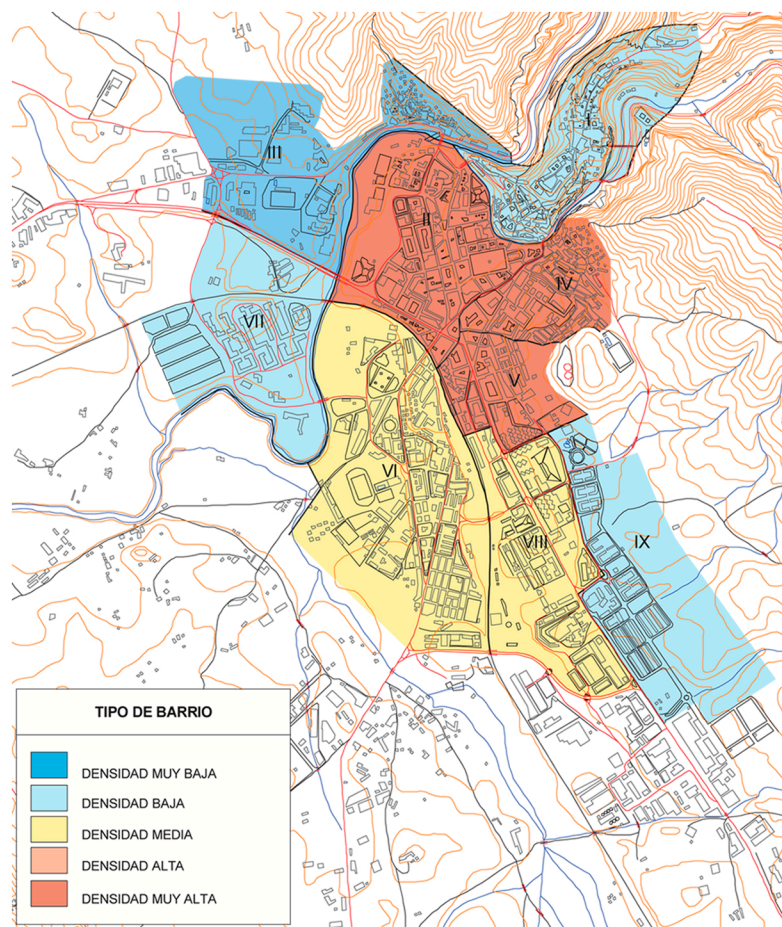 I
III
II
IV
VII
V
VI
VIII
IX
TIPO DE BARRIO
DENSIDAD MUY BAJA
DENSIDAD BAJA
DENSIDAD MEDIA
DENSIDAD ALTA
DENSIDAD MUY ALTA